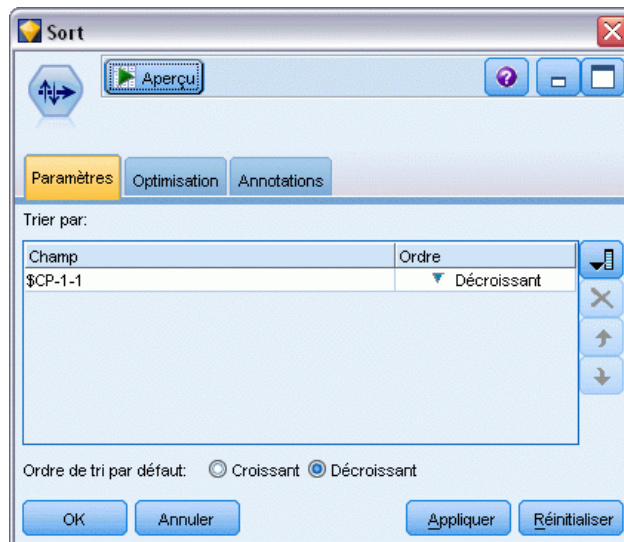 Sort
Aperçu
Paramètres Optimisation Annotations
Trier par:
Champ Ordre
$CP-1-1 Décroissant
Ordre de tri par défaut: Croissant Décroissant
OK Annuler Appliquer Réinitialiser